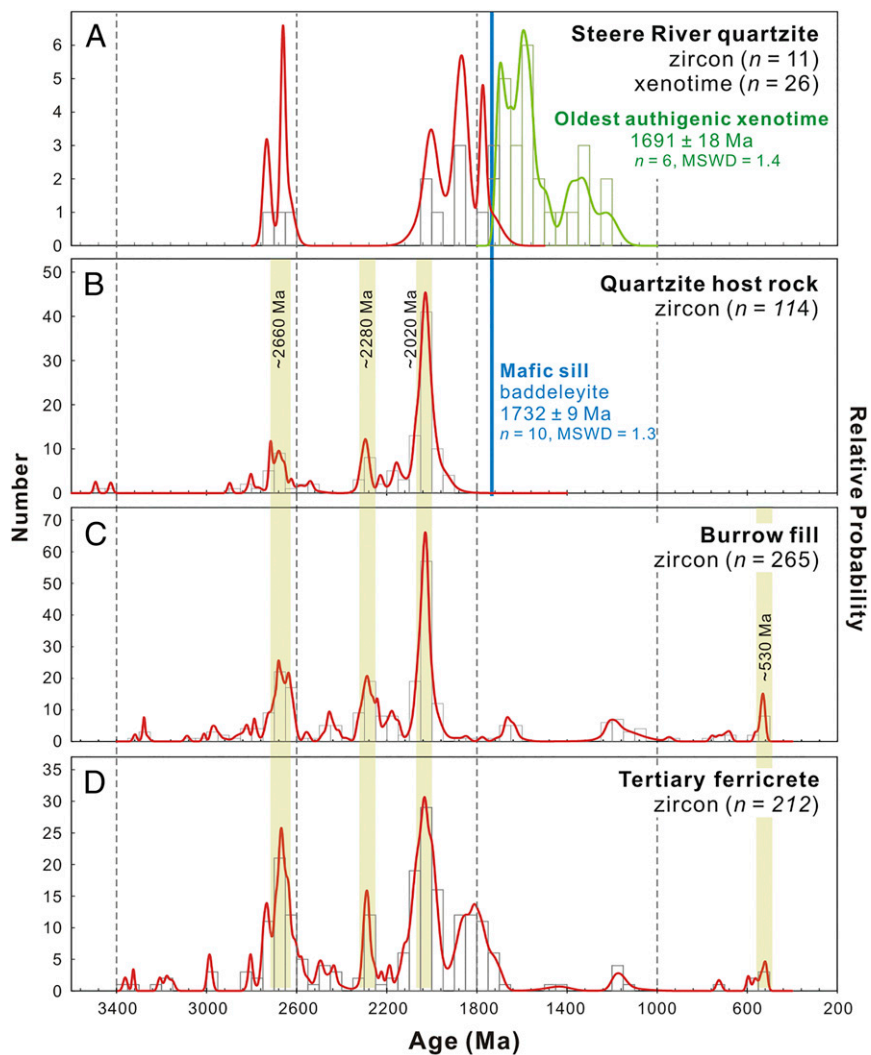 A
Steere River quartzite
zircon (n = 11)
xenotime (n = 26)
Oldest authigenic xenotime
1691 ± 18 Ma
n = 6, MSWD = 1.4
6
5
4
3
2
1
0
B
Quartzite host rock
zircon (n = 114)
~2660 Ma
~2280 Ma
~2020 Ma
Mafic sill
baddeleyite
1732 ± 9 Ma
n = 10, MSWD = 1.3
50
40
30
20
10
0
Number
Relative Probability
C
Burrow fill
zircon (n = 265)
~530 Ma
70
60
50
40
30
20
10
0
D
Tertiary ferricrete
zircon (n = 212)
35
30
25
20
15
10
5
0
3400 3000 2600 2200 1800 1400 1000 600 200
Age (Ma)